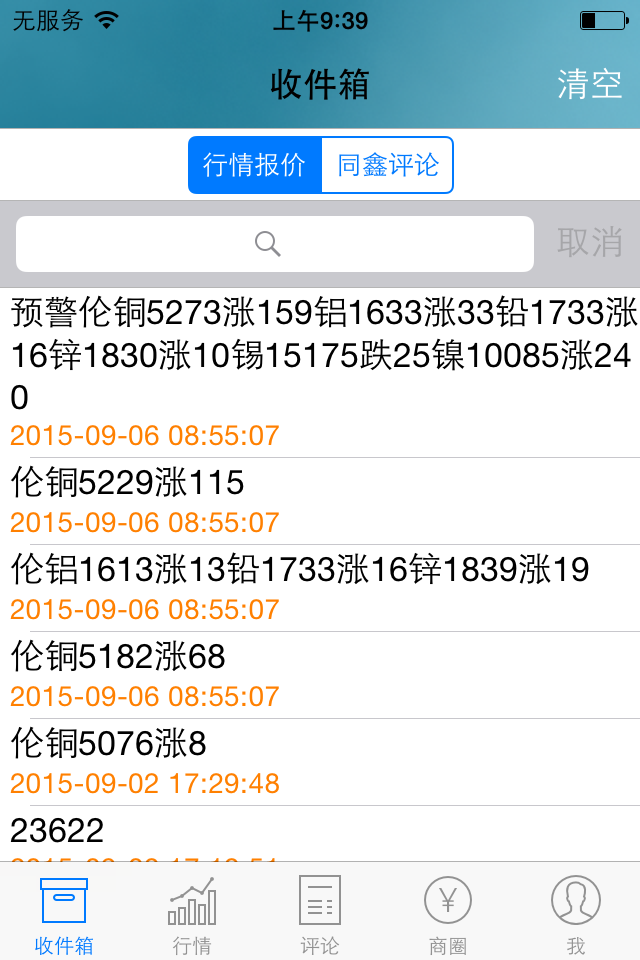 无服务 上午9:39
收件箱 清空
行情报价 同鑫评论
取消
预警伦铜5273涨159铝1633涨33铅1733涨
16锌1830涨10锡15175跌25镍10085涨24
0
2015-09-06 08:55:07
伦铜5229涨115
2015-09-06 08:55:07
伦铝1613涨13铅1733涨16锌1839涨19
2015-09-06 08:55:07
伦铜5182涨68
2015-09-06 08:55:07
伦铜5076涨8
2015-09-02 17:29:48
23622
收件箱 行情 评论 商圈 我